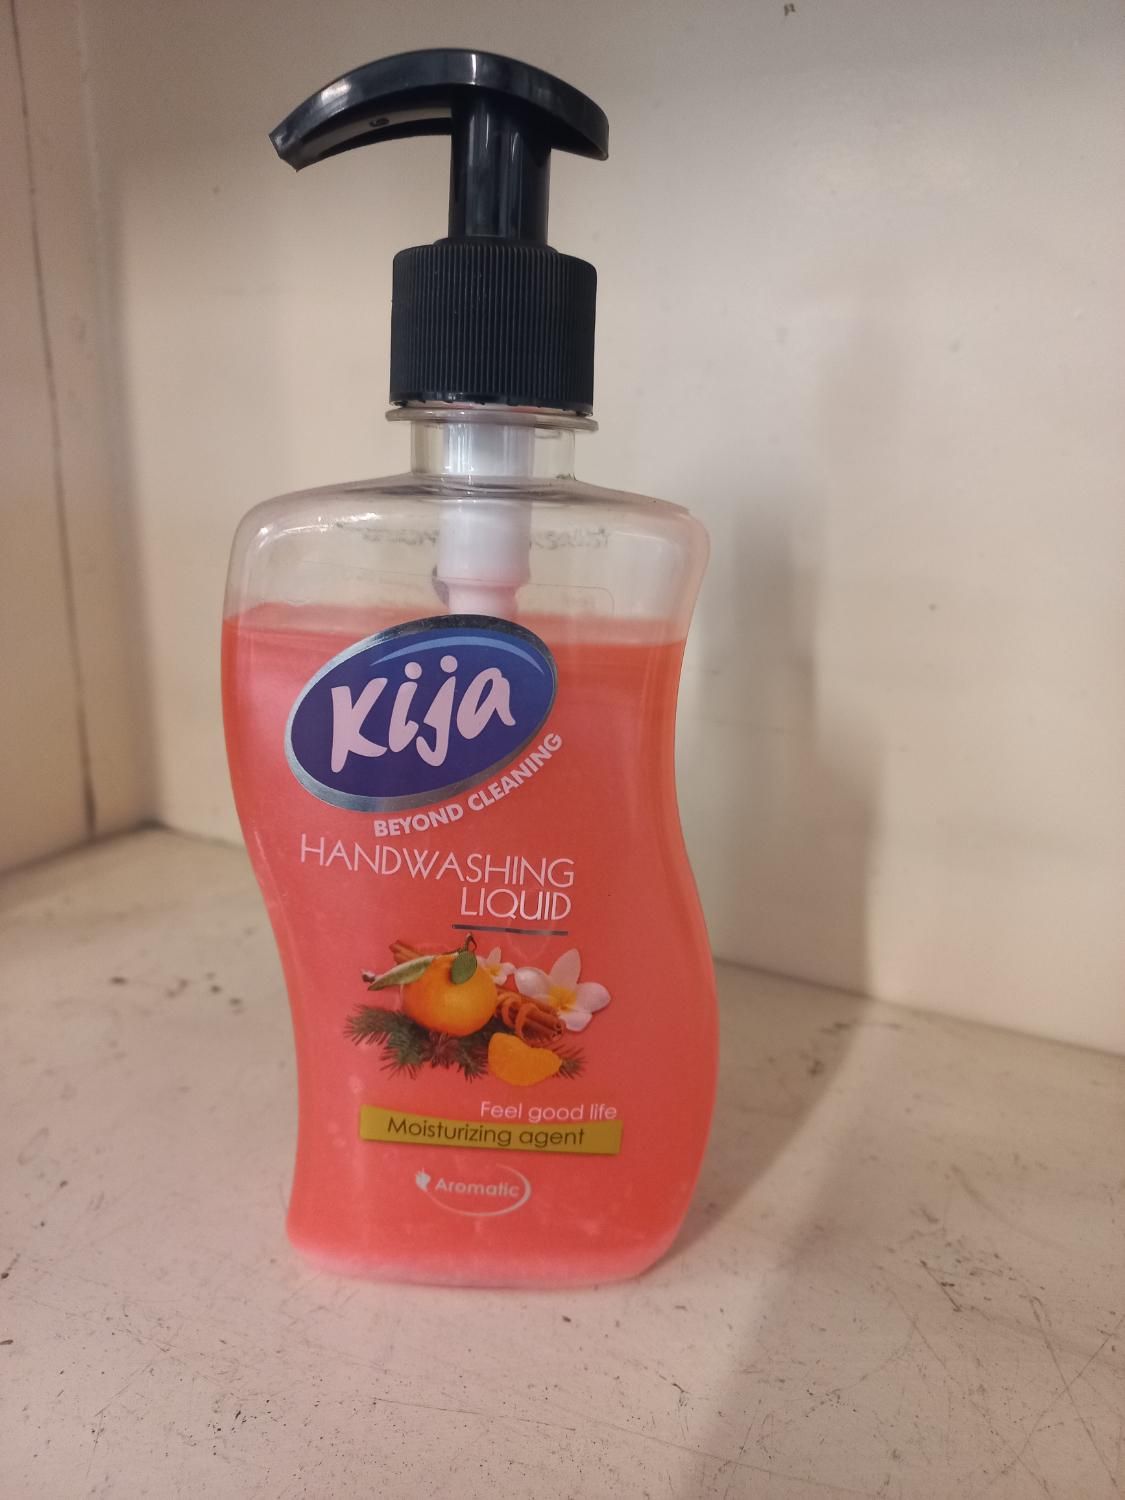 Kija
BEYOND CLEANING
HANDWASHING
LIQUID
Feel good life
Moisturizing agent
Aromatic